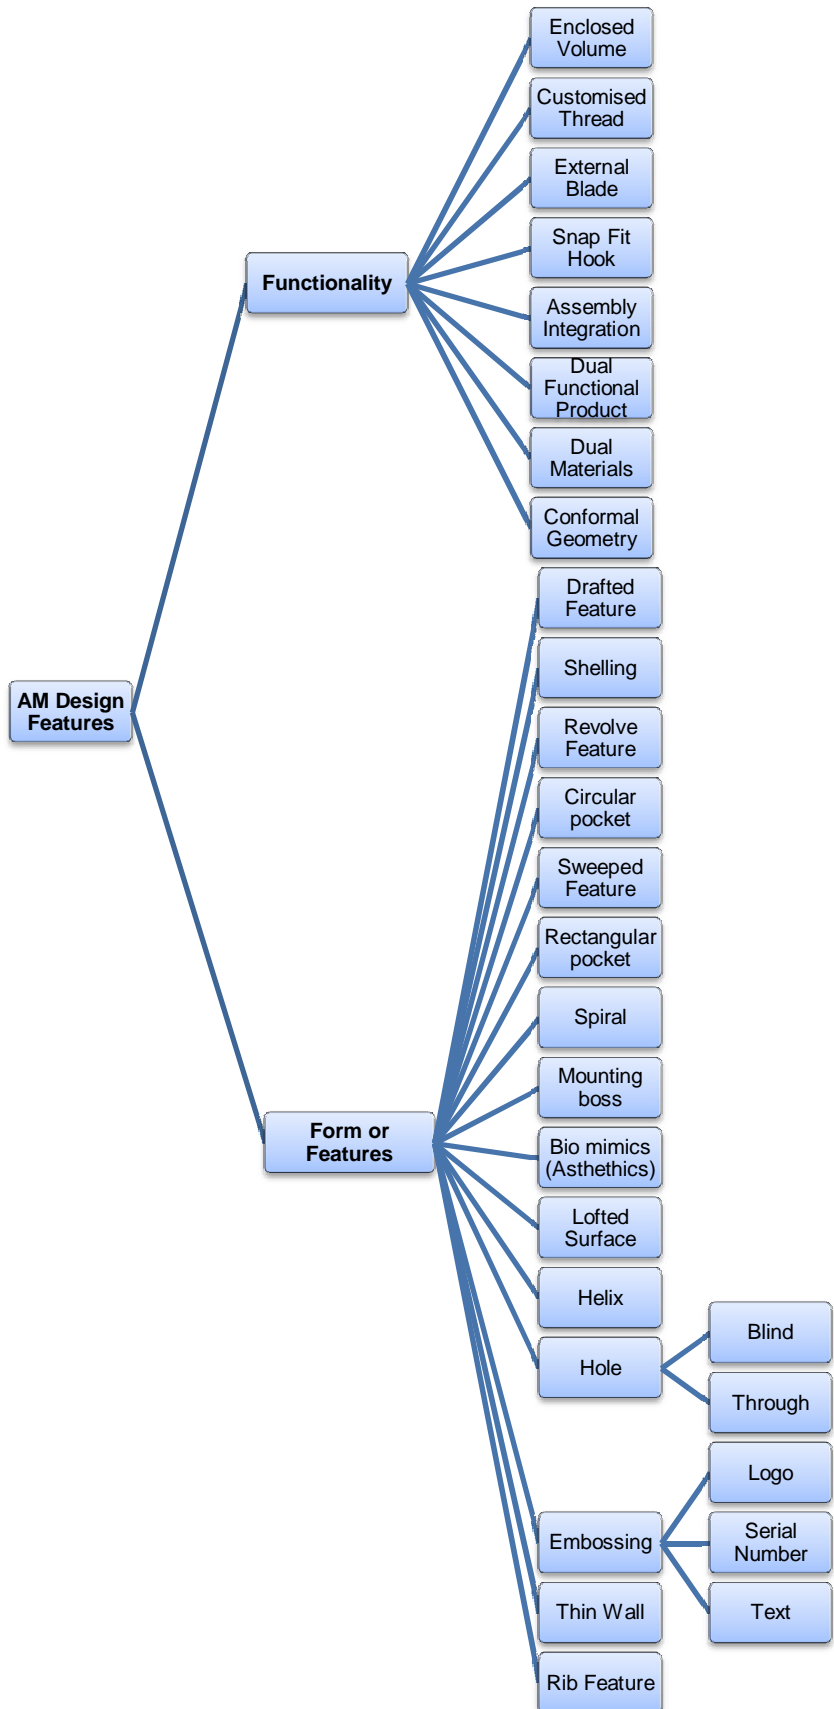 Enclosed
Volume
Customised
Thread
External
Blade
Snap Fit
Hook
Functionality
Assembly
Integration
Dual
Functional
Product
Dual
Materials
Conformal
Geometry
Drafted
Feature
Shelling
AM Design
Features
Revolve
Feature
Circular
pocket
Sweeped
Feature
Rectangular
pocket
Spiral
Mounting
boss
Form or
Features
Bio mimics
(Asthethics)
Lofted
Surface
Helix
Hole
Blind
Through
Embossing
Logo
Serial
Number
Text
Thin Wall
Rib Feature